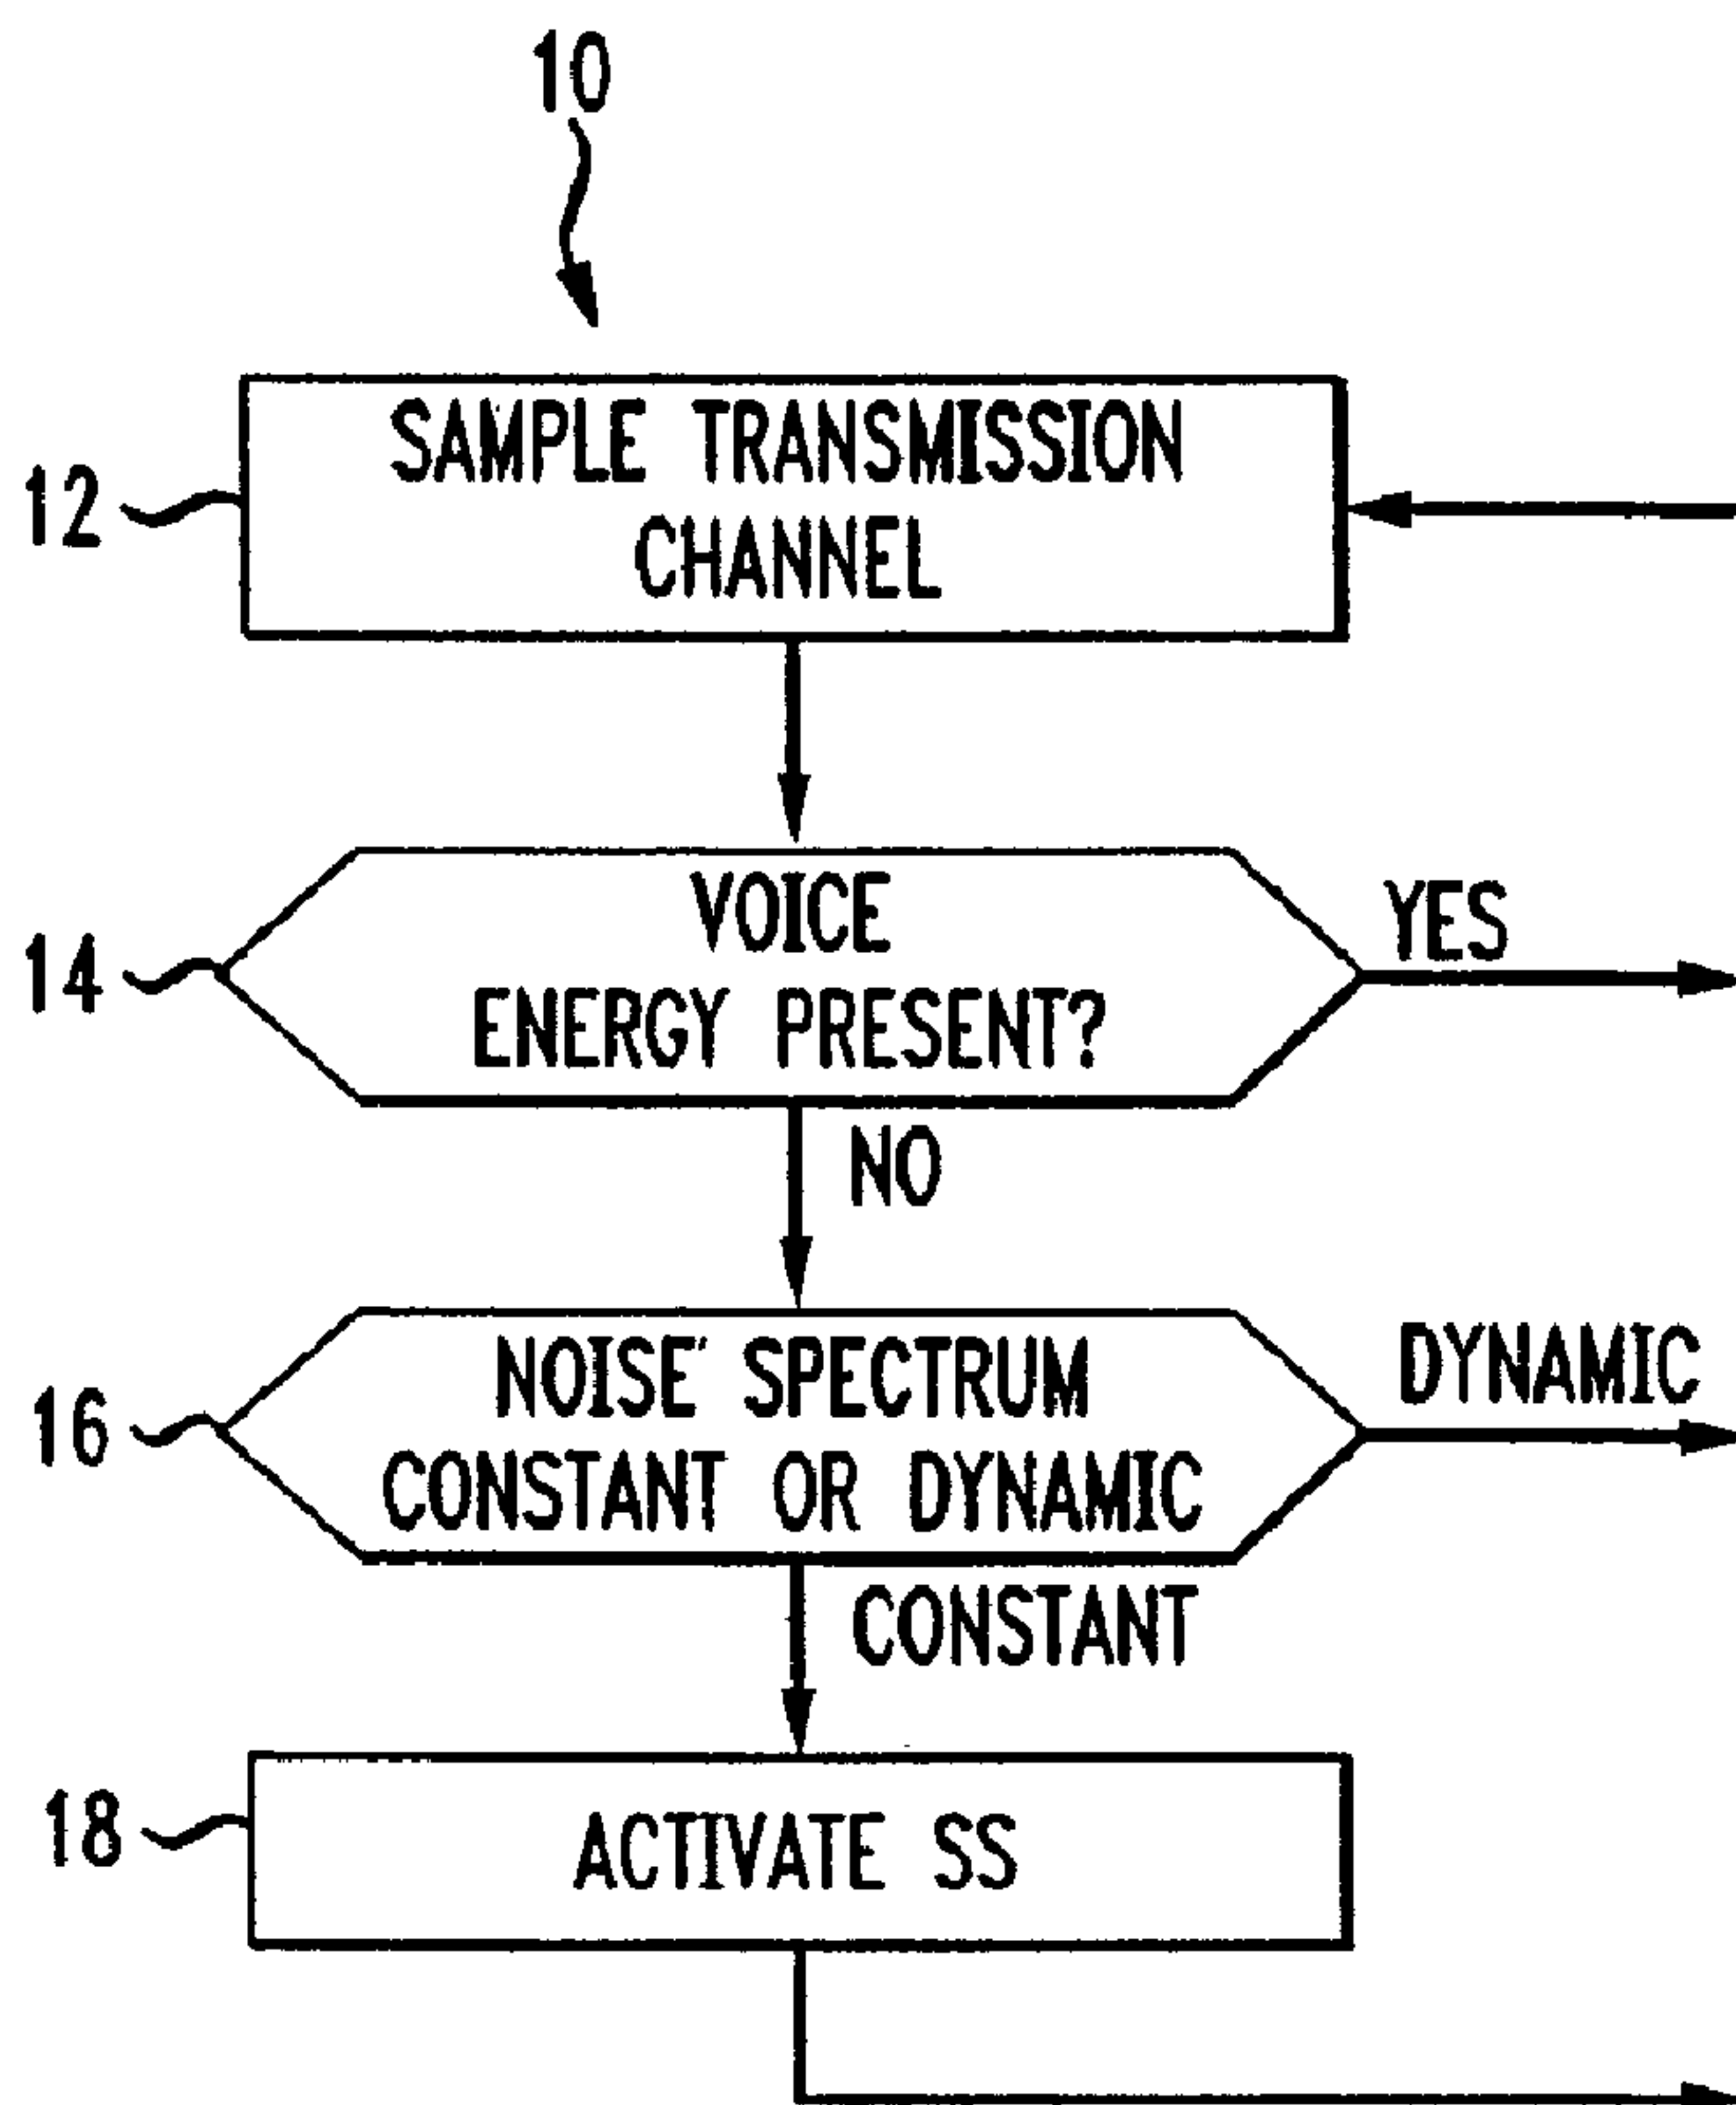 10
12
SAMPLE TRANSMISSION
CHANNEL
14
VOICE
ENERGY PRESENT?
YES
NO
16
NOISE SPECTRUM
CONSTANT OR DYNAMIC
DYNAMIC
CONSTANT
18
ACTIVATE SS